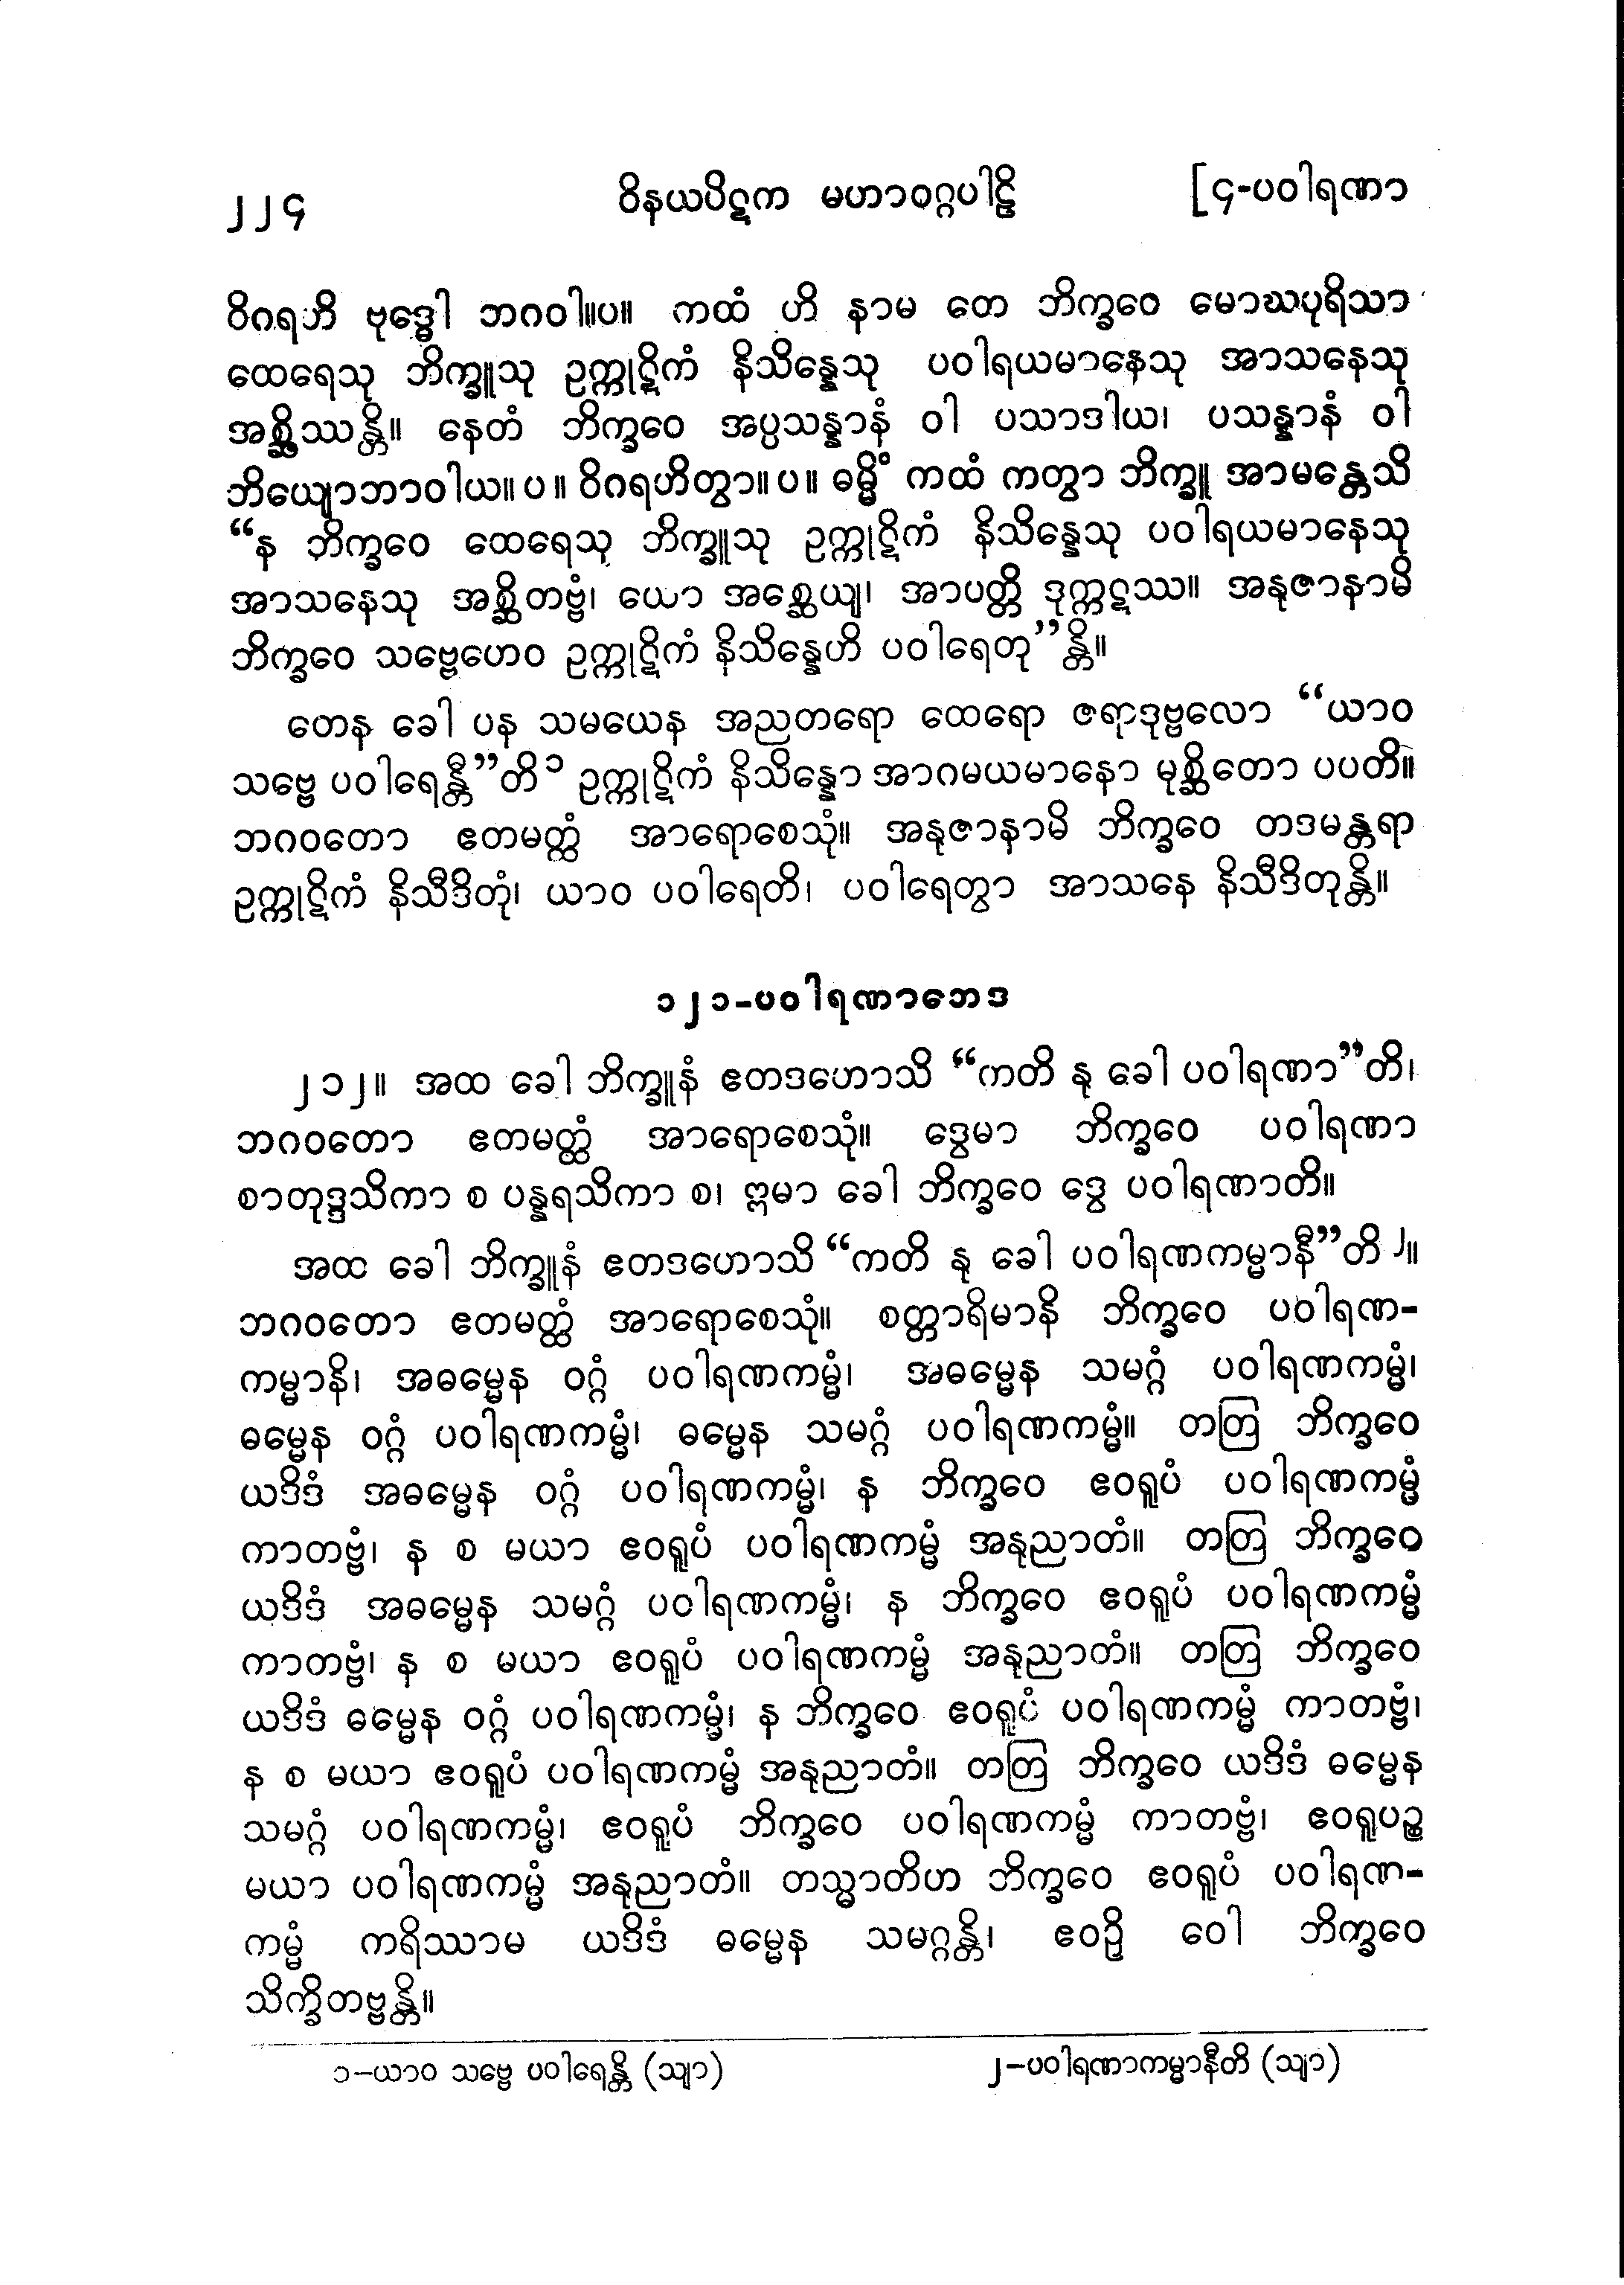 ၂၂၄ ဝိနယပိဋက မဟာဝဂ္ဂပါဠိ [၄-ပဝါရဏာ
ဝိဂရဟိ ဗုဒ္ဓေါ ဘဂဝါ။ပ။ ကထံ ဟိ နာမ တေ ဘိက္ခဝေ မောဃပုရိသာ
ထေရေသု ဘိက္ခူသု ဥက္ကုဋိကံ နိသိန္နေသု ပဝါရယမာနေသု အာသနေသု
အစ္ဆိဿန္တိ။ နေတံ ဘိက္ခဝေ အပ္ပသန္နာနံ ဝါ ပသာဒါယ၊ ပသန္နာနံ ဝါ
ဘိယျောဘာဝါယ။ပ။ ဝိဂရဟိတွာ။ပ။ ဓမ္မိံ ကထံ ကတွာ ဘိက္ခူ အာမန္တေသိ
“န ဘိက္ခဝေ ထေရေသု ဘိက္ခူသု ဥက္ကုဋိကံ နိသိန္နေသု ပဝါရယမာနေသု
အာသနေသု အစ္ဆိတဗ္ဗံ၊ ယော အစ္ဆေယျ၊ အာပတ္တိ ဒုက္ကဋဿ။ အနုဇာနာမိ
ဘိက္ခဝေ သဗ္ဗေဟေဝ ဥက္ကုဋိကံ နိသိန္နေဟိ ပဝါရေတု”န္တိ။
တေန ခေါ ပန သမယေန အညတရော ထေရော ဇရာဒုဗ္ဗလော “ယာဝ
သဗ္ဗေ ပဝါရေန္တီ”တိ၁ ဥက္ကုဋိကံ နိသိန္နော အာဂမယမာနော မုစ္ဆိတော ပပတိ။
ဘဂဝတော ဧတမတ္ထံ အာရောစေသုံ။ အနုဇာနာမိ ဘိက္ခဝေ တဒမန္တရာ
ဥက္ကုဋိကံ နိသီဒိတုံ၊ ယာဝ ပဝါရေတိ၊ ပဝါရေတွာ အာသနေ နိသီဒိတုန္တိ။
၁၂၁-ပဝါရဏာဘေဒ
၂၁၂။ အထ ခေါ ဘိက္ခူနံ ဧတဒဟောသိ “ကတိ နု ခေါ ပဝါရဏာ”တိ၊
ဘဂဝတော ဧတမတ္ထံ အာရောစေသုံ။ ဒွေမာ ဘိက္ခဝေ ပဝါရဏာ
စာတုဒ္ဒသိကာ စ ပန္နရသိကာ စ၊ ဣမာ ခေါ ဘိက္ခဝေ ဒွေ ပဝါရဏာတိ။
အထ ခေါ ဘိက္ခူနံ ဧတဒဟောသိ “ကတိ နု ခေါ ပဝါရဏကမ္မာနီ”တိ၂။
ဘဂဝတော ဧတမတ္ထံ အာရောစေသုံ။ စတ္တာရိမာနိ ဘိက္ခဝေ ပဝါရဏ-
ကမ္မာနိ၊ အဓမ္မေန ဝဂ္ဂံ ပဝါရဏကမ္မံ၊ အဓမ္မေန သမဂ္ဂံ ပဝါရဏကမ္မံ၊
ဓမ္မေန ဝဂ္ဂံ ပဝါရဏကမ္မံ၊ ဓမ္မေန သမဂ္ဂံ ပဝါရဏကမ္မံ။ တတြ ဘိက္ခဝေ
ယဒိဒံ အဓမ္မေန ဝဂ္ဂံ ပဝါရဏကမ္မံ၊ န ဘိက္ခဝေ ဧဝရူပံ ပဝါရဏကမ္မံ
ကာတဗ္ဗံ၊ န စ မယာ ဧဝရူပံ ပဝါရဏကမ္မံ အနုညာတံ။ တတြ ဘိက္ခဝေ
ယဒိဒံ အဓမ္မေန သမဂ္ဂံ ပဝါရဏကမ္မံ၊ န ဘိက္ခဝေ ဧဝရူပံ ပဝါရဏကမ္မံ
ကာတဗ္ဗံ၊ န စ မယာ ဧဝရူပံ ပဝါရဏကမ္မံ အနုညာတံ။ တတြ ဘိက္ခဝေ
ယဒိဒံ ဓမ္မေန ဝဂ္ဂံ ပဝါရဏကမ္မံ၊ န ဘိက္ခဝေ ဧဝရူပံ ပဝါရဏကမ္မံ ကာတဗ္ဗံ၊
န စ မယာ ဧဝရူပံ ပဝါရဏကမ္မံ အနုညာတံ။ တတြ ဘိက္ခဝေ ယဒိဒံ ဓမ္မေန
သမဂ္ဂံ ပဝါရဏကမ္မံ၊ ဧဝရူပံ ဘိက္ခဝေ ပဝါရဏကမ္မံ ကာတဗ္ဗံ၊ ဧဝရူပဉ္စ
မယာ ပဝါရဏကမ္မံ အနုညာတံ။ တသ္မာတိဟ ဘိက္ခဝေ ဧဝရူပံ ပဝါရဏ-
ကမ္မံ ကရိဿာမ ယဒိဒံ ဓမ္မေန သမဂ္ဂန္တိ၊ ဧဝဉှိ ဝေါ ဘိက္ခဝေ
သိက္ခိတဗ္ဗန္တိ။
၁-ယာဝ သဗ္ဗေ ပဝါရေန္တိ (သျာ) ၂-ပဝါရဏာကမ္မာနီတိ (သျာ)